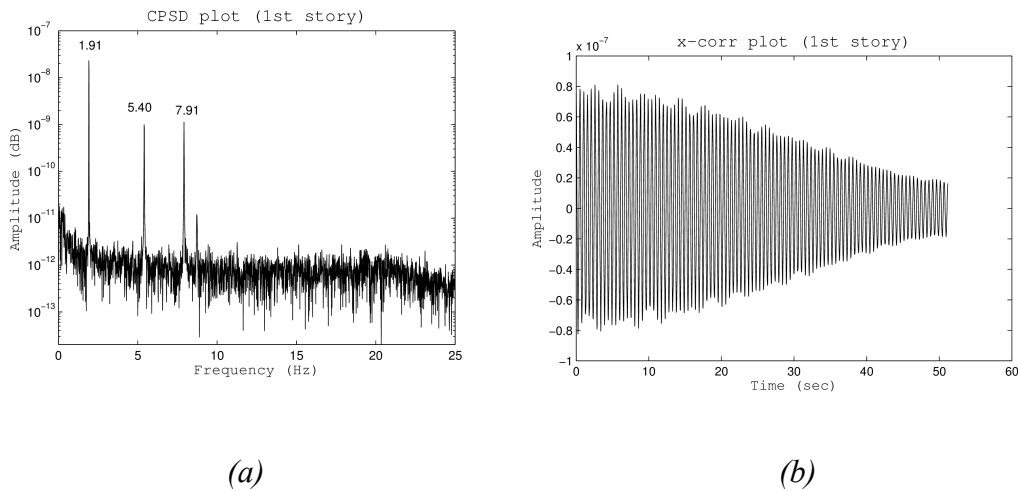 CPSD plot (1st story)
10⁻⁷
10⁻⁸
10⁻⁹
10⁻¹⁰
10⁻¹¹
10⁻¹²
10⁻¹³
Amplitude (dB)
1.91
5.40
7.91
0 5 10 15 20 25
Frequency (Hz)
x-corr plot (1st story)
x 10⁻⁷
1
0.8
0.6
0.4
0.2
0
−0.2
−0.4
−0.6
−0.8
−1
Amplitude
0 10 20 30 40 50 60
Time (sec)
(a)
(b)